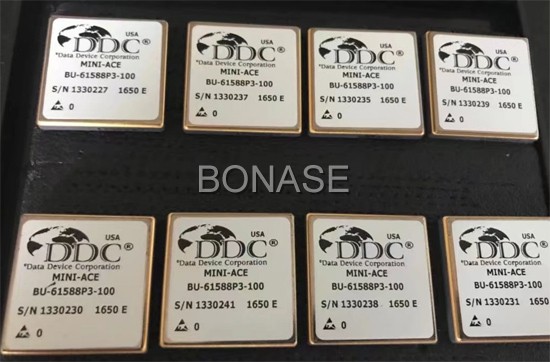 USA
DDC®
"Data Device Corporation
MINI-ACE
BU-61588P3-100
S/N 1330227 1650 E
0
USA
DDC®
"Data Device Corporation
MINI-ACE
BU-61588P3-100
S/N 1330237 1650 E
0
USA
DDC®
"Data Device Corporation
MINI-ACE
BU-61588P3-100
S/N 1330235 1650 E
0
USA
DDC®
"Data Device Corporation
MINI-ACE
BU-61588P3-100
S/N 1330239 1650 E
0
BONASE
USA
DDC®
"Data Device Corporation
MINI-ACE
BU-61588P3-100
S/N 1330230 1650 E
0
USA
DDC®
"Data Device Corporation
MINI-ACE
BU-61588P3-100
S/N 1330241 1650 E
0
USA
DDC®
"Data Device Corporation
MINI-ACE
BU-61588P3-100
S/N 1330238 1650 E
0
USA
DDC®
"Data Device Corporation
MINI-ACE
BU-61588P3-100
S/N 1330231 1650 E
0